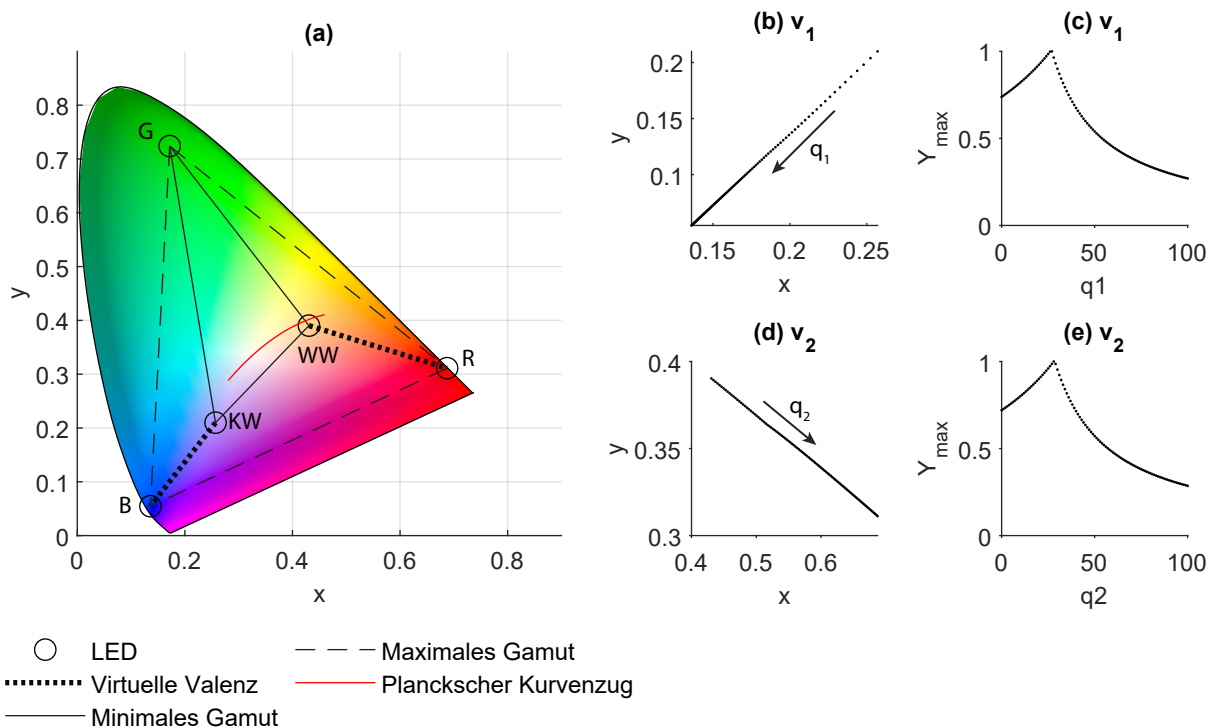 (a)
y
0.8
0.7
0.6
0.5
0.4
0.3
0.2
0.1
0
0 0.2 0.4 0.6 0.8
x
G
WW
R
KW
B
(b) v1
y
0.2
0.15
0.1
0.15 0.2 0.25
x
q1
(c) v1
Ymax
1
0.5
0
0 50 100
q1
(d) v2
y
0.4
0.35
0.3
0.4 0.5 0.6
x
q2
(e) v2
Ymax
1
0.5
0
0 50 100
q2
LED
Virtuelle Valenz
Minimales Gamut
Maximales Gamut
Planckscher Kurvenzug